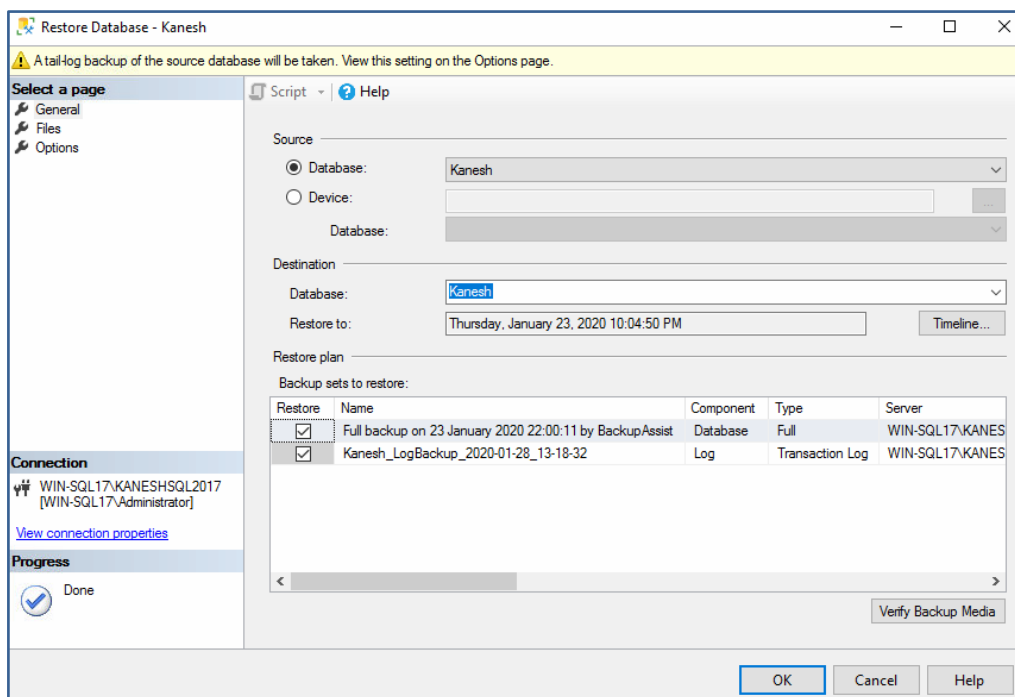 Restore Database - Kanesh
A tail-log backup of the source database will be taken. View this setting on the Options page.
Select a page
General
Files
Options
Script
Help
Source
Database:
Kanesh
Device:
...
Database:
Destination
Database:
Kanesh
Restore to:
Thursday, January 23, 2020 10:04:50 PM
Timeline...
Restore plan
Backup sets to restore:
Restore Name Component Type Server
Full backup on 23 January 2020 22:00:11 by BackupAssist Database Full WIN-SQL17\KANES
Kanesh_LogBackup_2020-01-28_13-18-32 Log Transaction Log WIN-SQL17\KANES
Connection
WIN-SQL17\KANESHSQL2017
[WIN-SQL17\Administrator]
View connection properties
Progress
Done
Verify Backup Media
OK Cancel Help